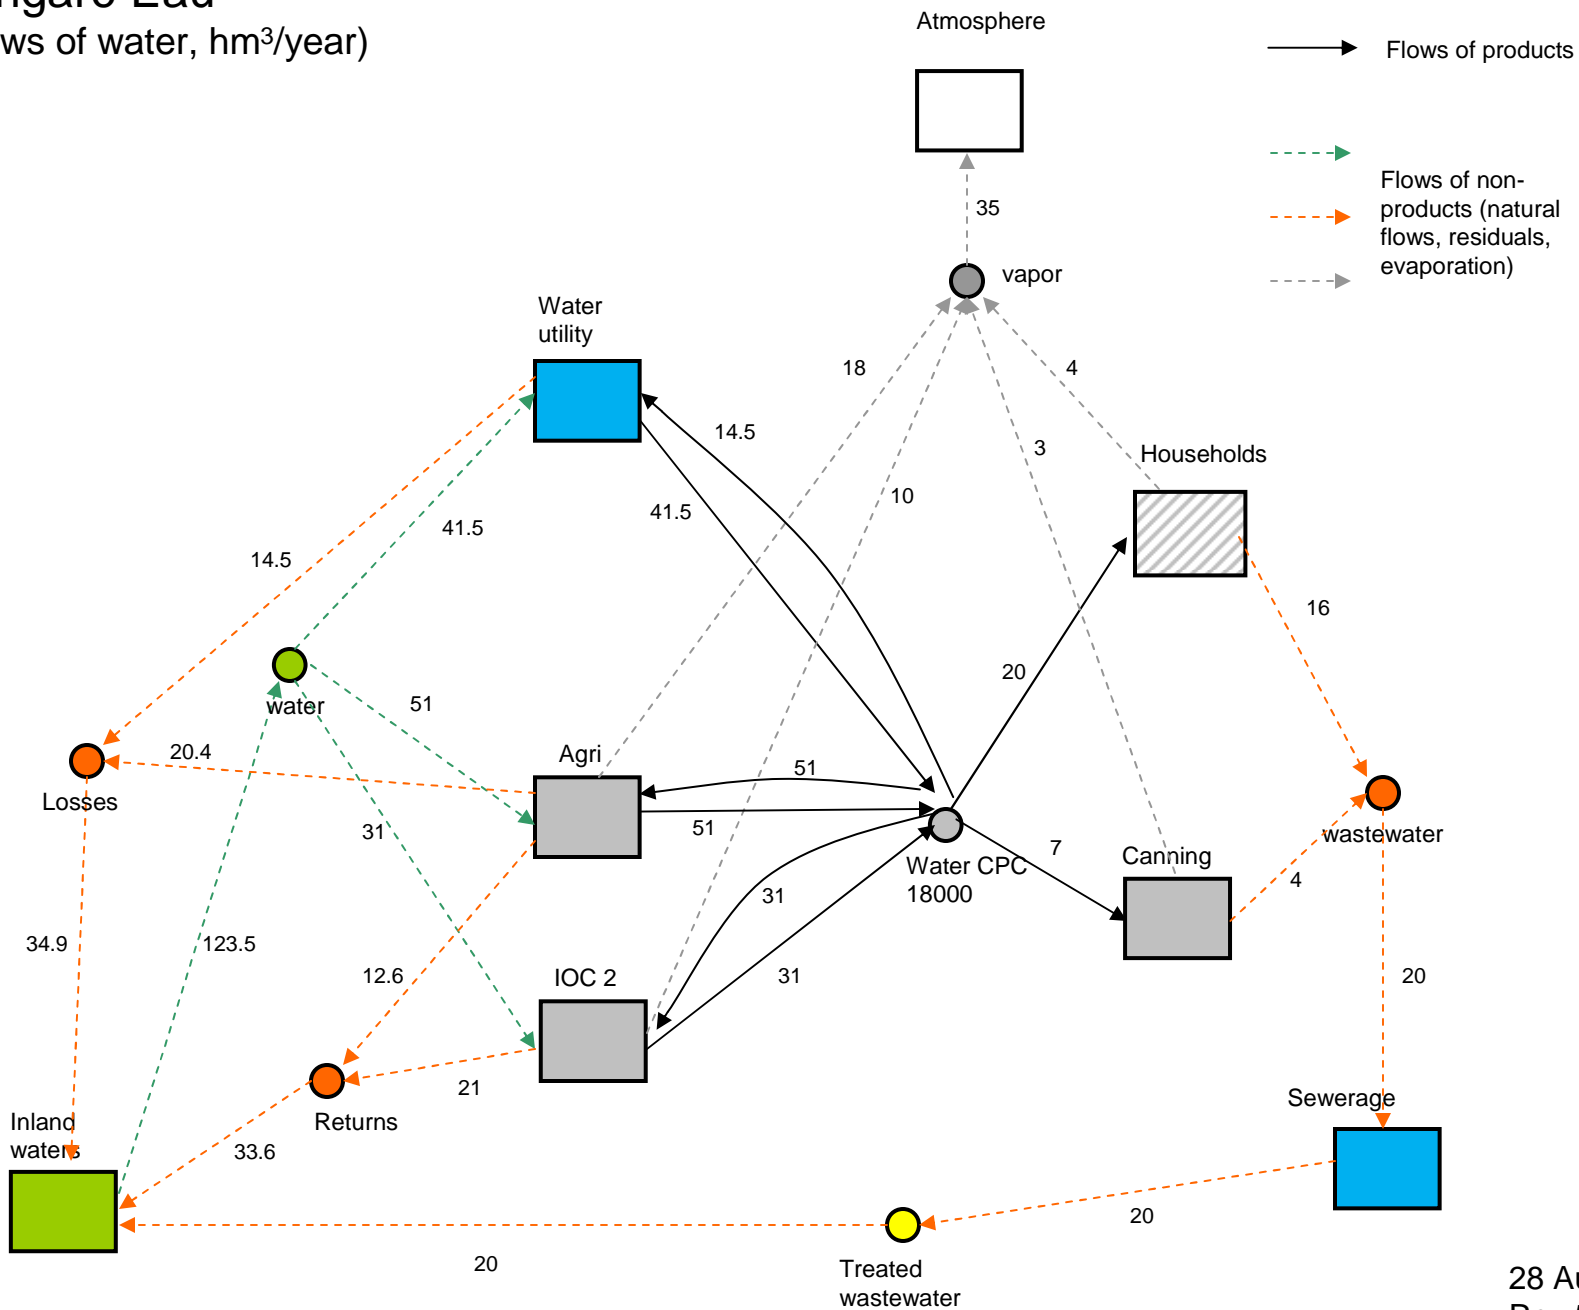 ws of water, hm³/year)
Atmosphere
Flows of products
Flows of non-
products (natural
flows, residuals,
evaporation)
35
vapor
Water
utility
18
4
14.5
3
Households
10
41.5
41.5
14.5
16
20
water
51
20.4
Agri
51
Losses
31
51
wastewater
Water CPC
18000
7
Canning
4
31
34.9
123.5
12.6
IOC 2
31
20
21
Sewerage
Returns
Inland
waters
33.6
20
20
Treated
wastewater
28